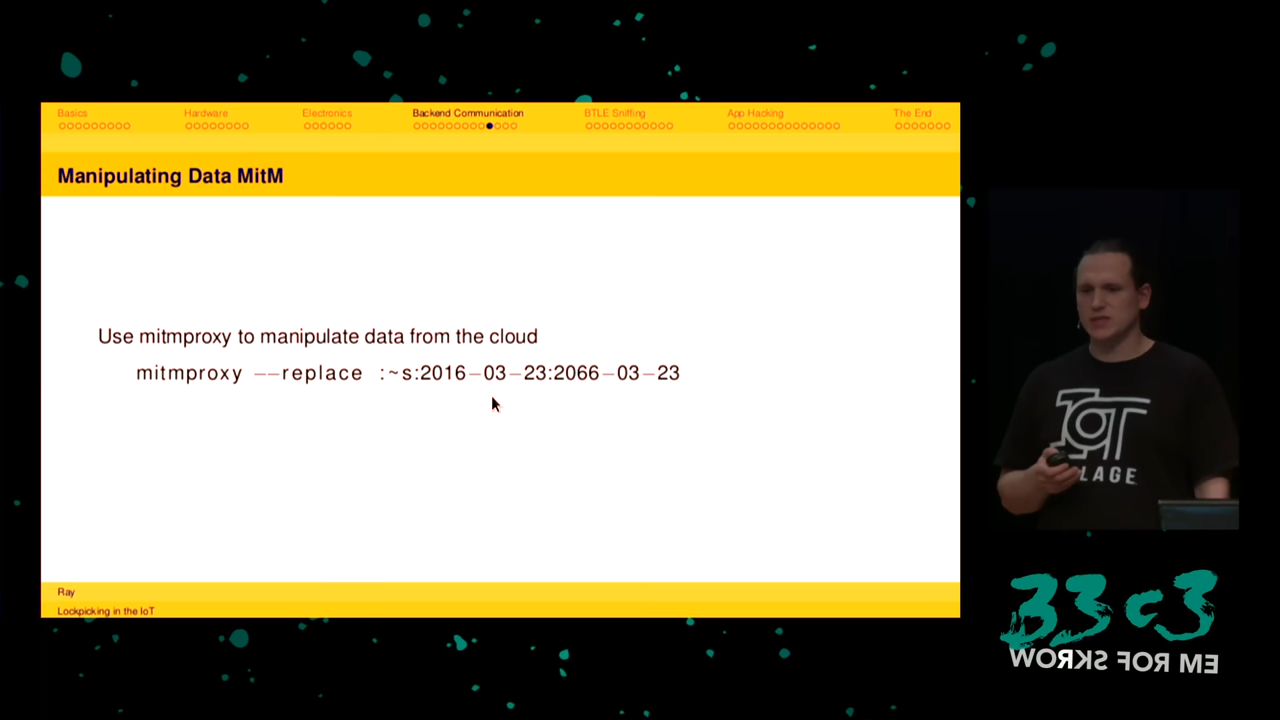 Basics Hardware Electronics Backend Communication BTLE Sniffing App Hacking The End
Manipulating Data MitM
Use mitmproxy to manipulate data from the cloud
mitmproxy --replace :~s:2016-03-23:2066-03-23
Ray
Lockpicking in the IoT
IOT
LAGE
33c3
WORKS FOR ME